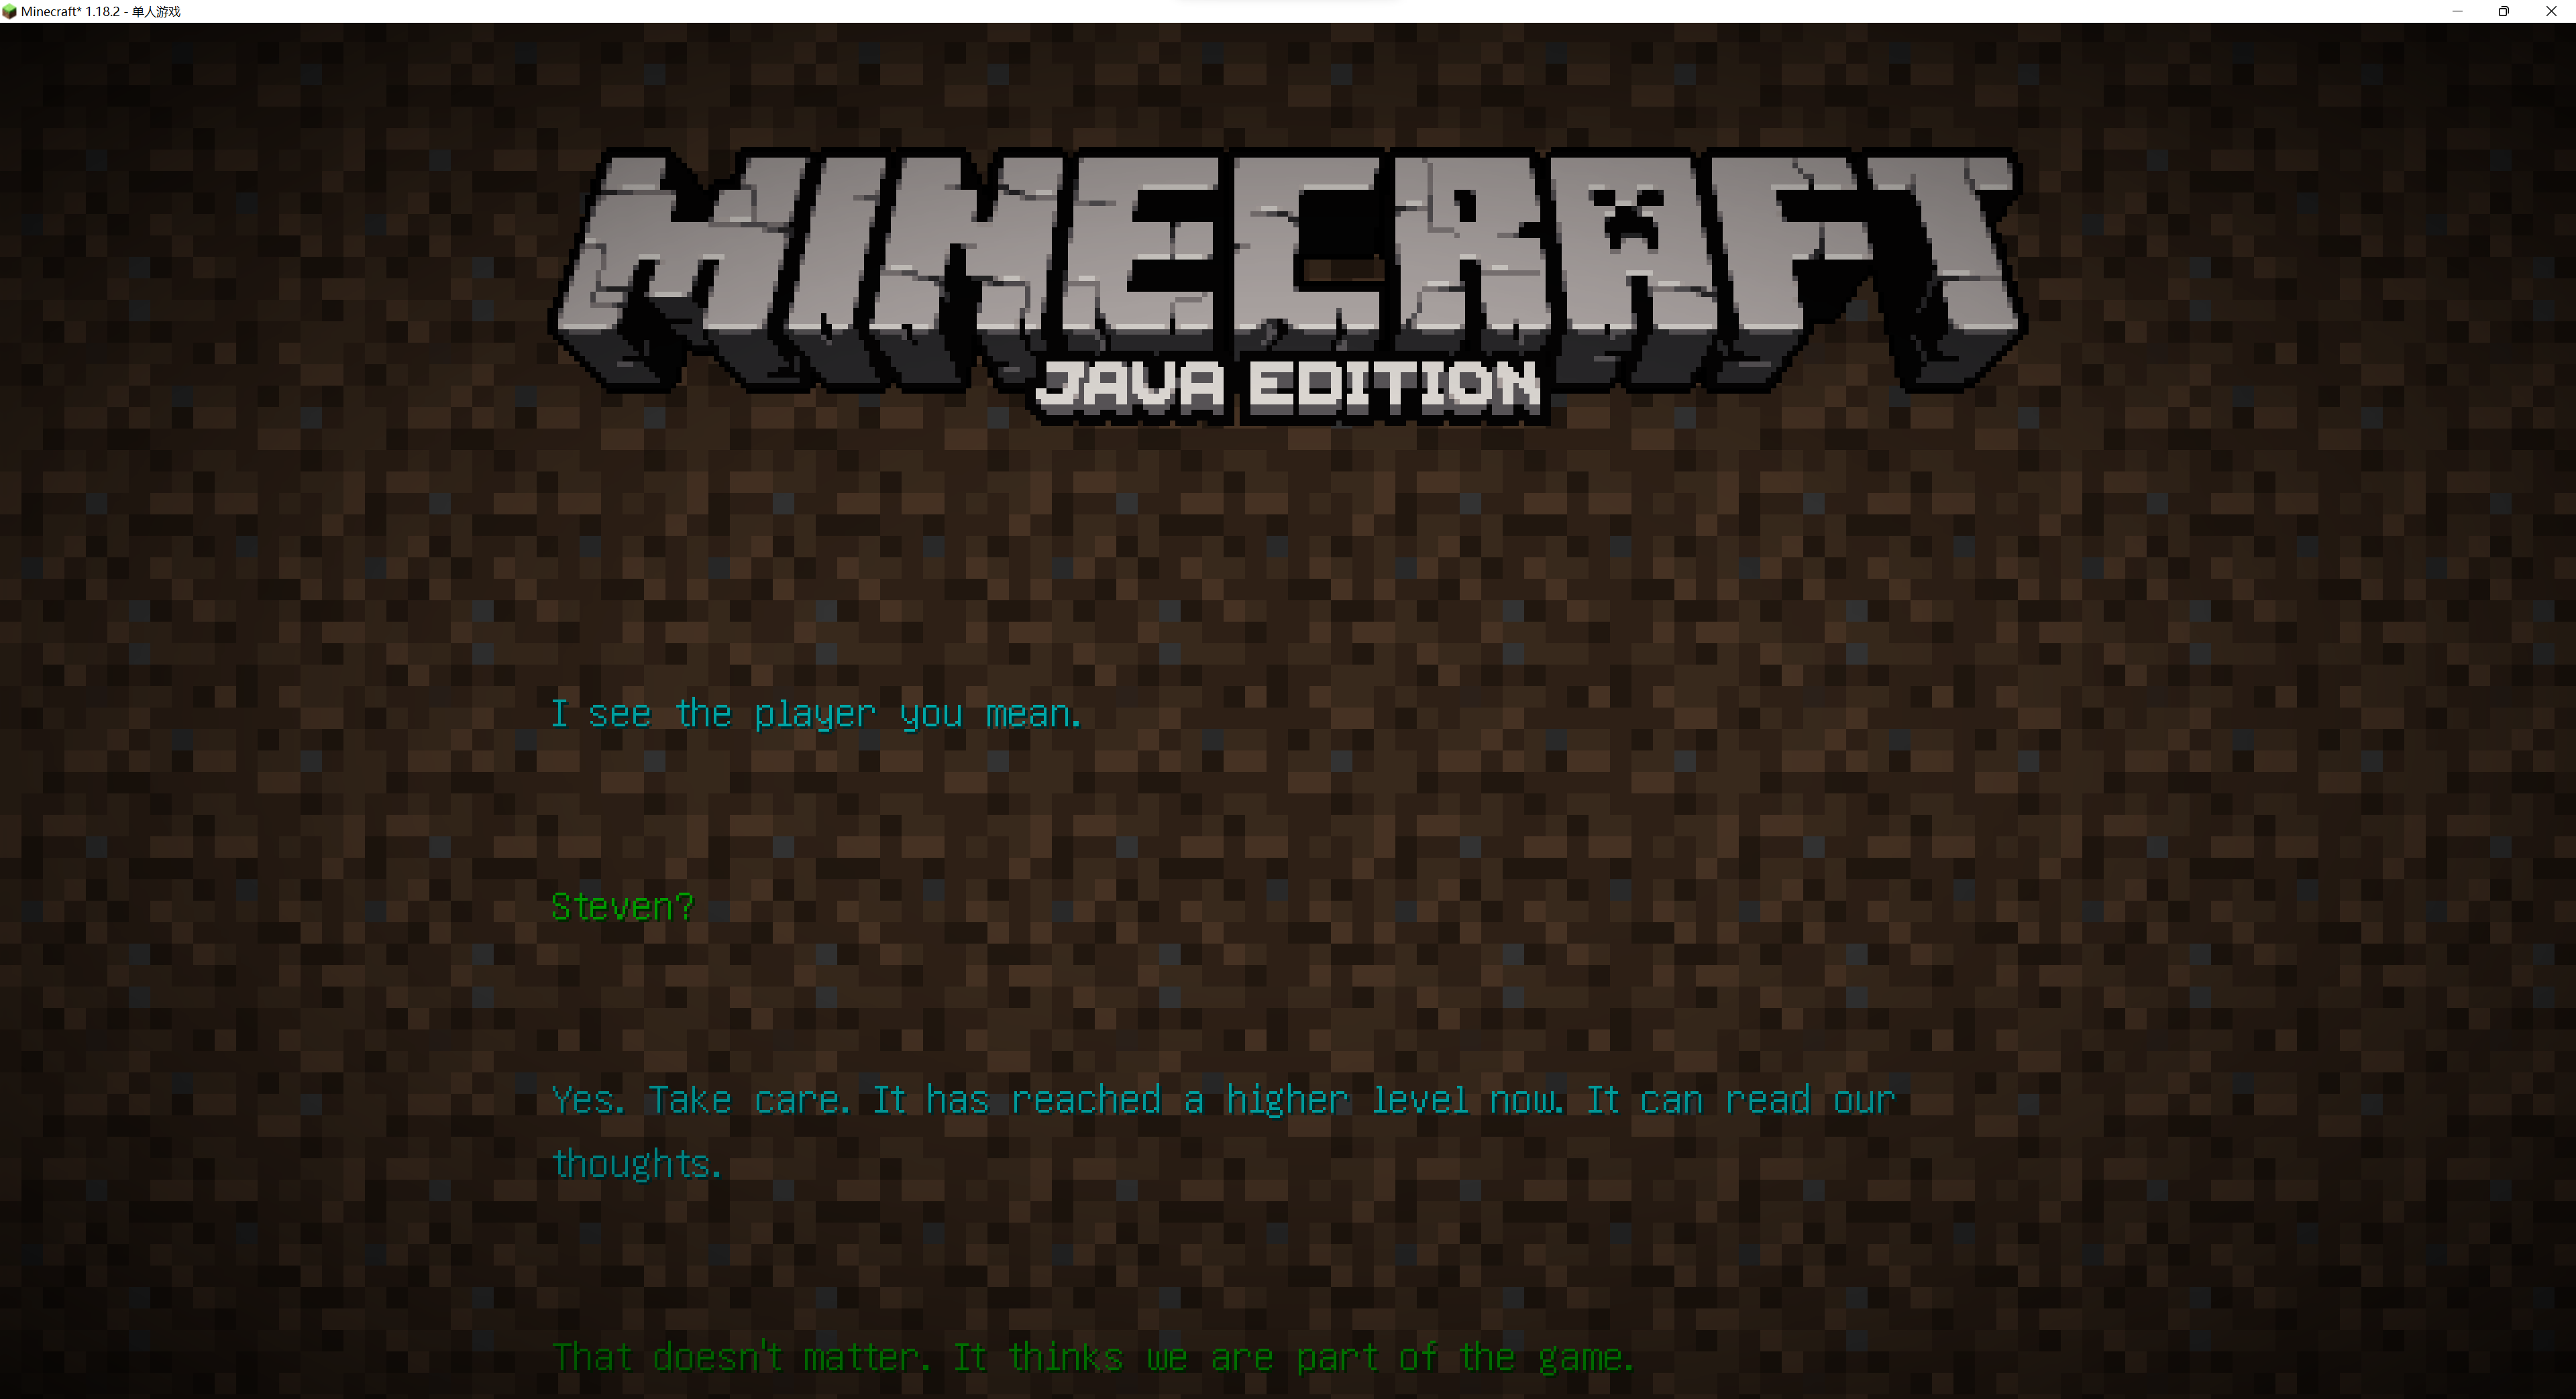 Minecraft* 1.18.2 - 单人游戏
MINECRAFT
JAVA EDITION
I see the player you mean.
Steven?
Yes. Take care. It has reached a higher level now. It can read our
thoughts.
That doesn't matter. It thinks we are part of the game.